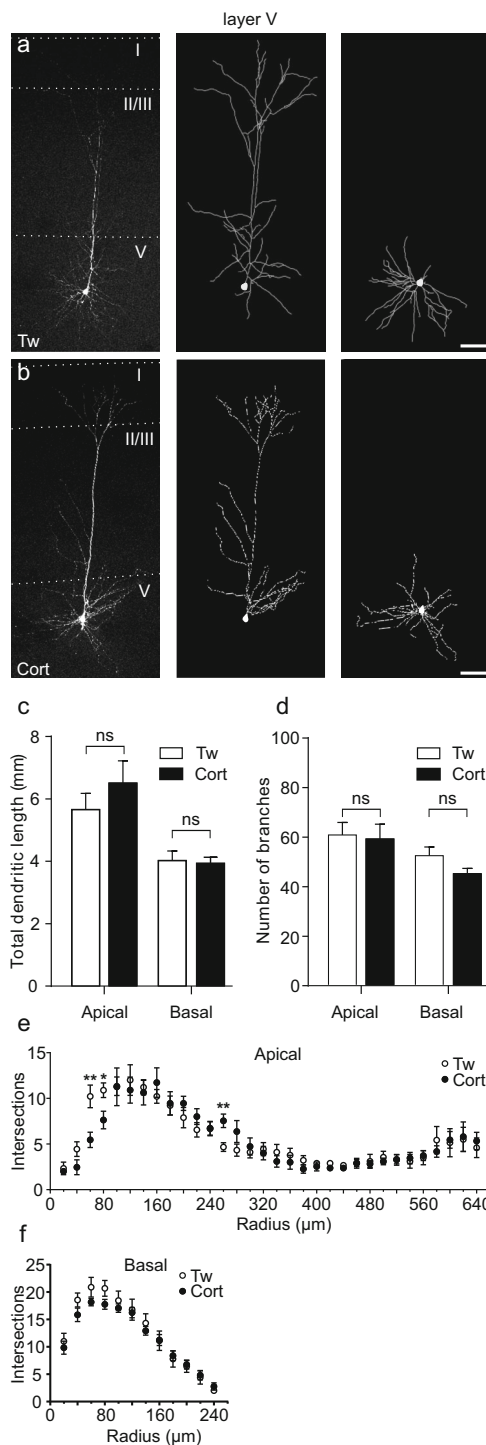 layer V
a
I
II/III
V
Tw
b
I
II/III
V
Cort
c
d
Total dendritic length (mm)
8
6
4
2
0
ns
ns
Tw
Cort
Apical
Basal
Number of branches
100
80
60
40
20
0
ns
ns
Tw
Cort
Apical
Basal
e
Apical
Intersections
15
10
5
0
** *
**
Tw
Cort
0 80 160 240 320 400 480 560 640
Radius (µm)
f
Basal
Intersections
25
20
15
10
5
0
Tw
Cort
0 80 160 240
Radius (µm)